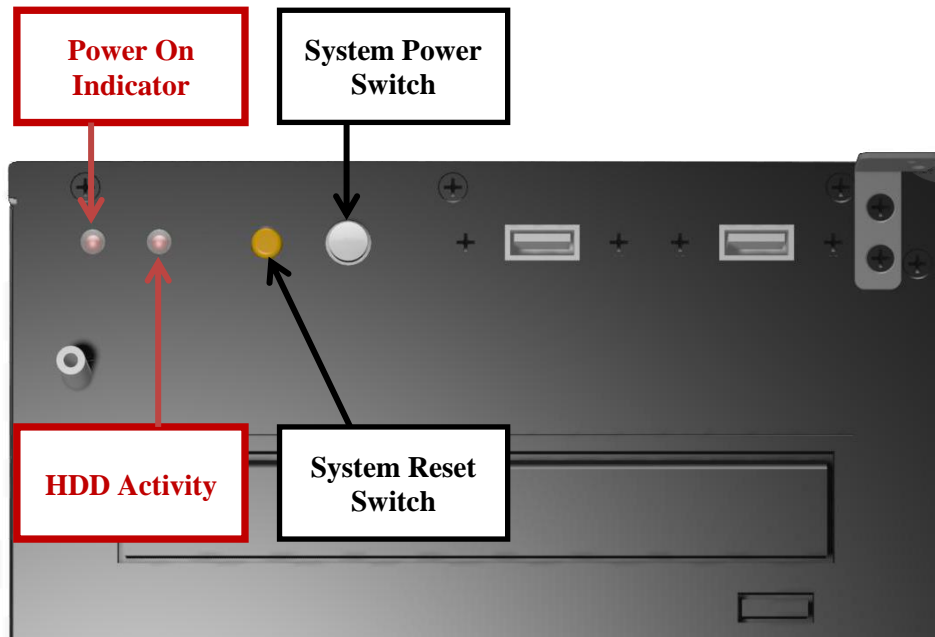 Power On
Indicator
System Power
Switch
HDD Activity
System Reset
Switch